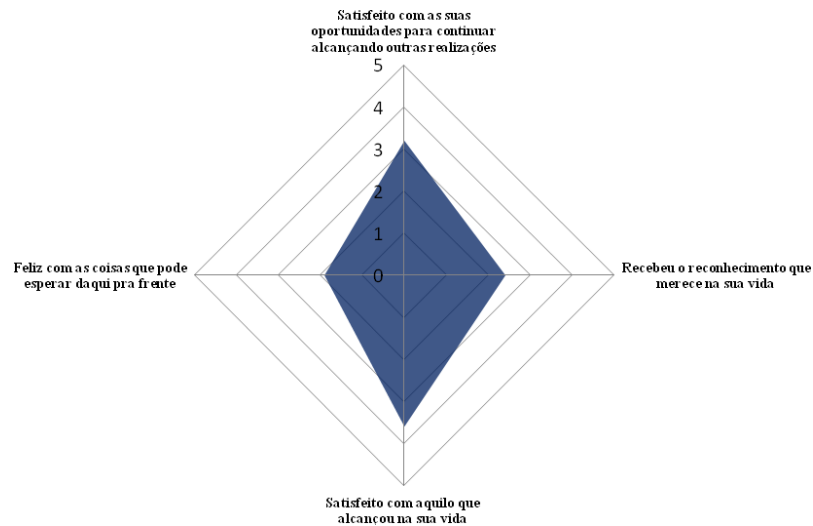 Satisfeito com as suas
oportunidades para continuar
alcançando outras realizações
5
4
3
2
1
0
Feliz com as coisas que pode
esperar daqui pra frente
Recebeu o reconhecimento que
merece na sua vida
Satisfeito com aquilo que
alcançou na sua vida